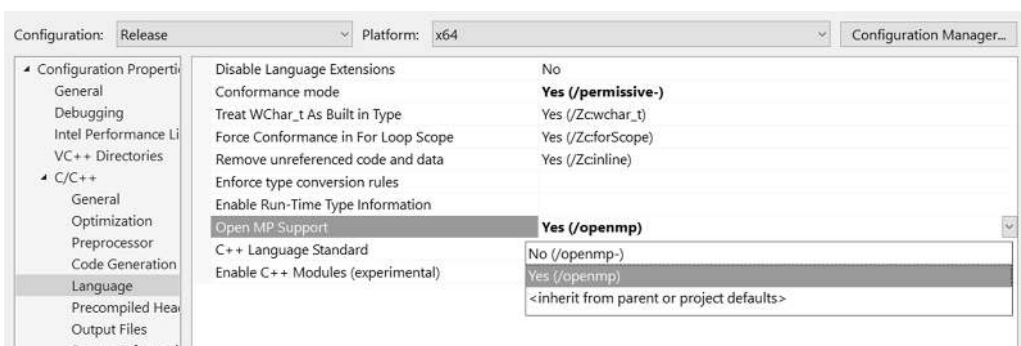 Configuration: Release Platform: x64 Configuration Manager...
Configuration Properti
General
Debugging
Intel Performance Li
VC++ Directories
C/C++
General
Optimization
Preprocessor
Code Generation
Language
Precompiled Hea
Output Files
Disable Language Extensions No
Conformance mode Yes (/permissive-)
Treat WChar_t As Built in Type Yes (/Zc:wchar_t)
Force Conformance in For Loop Scope Yes (/Zc:forScope)
Remove unreferenced code and data Yes (/Zc:inline)
Enforce type conversion rules
Enable Run-Time Type Information
Open MP Support Yes (/openmp)
C++ Language Standard
Enable C++ Modules (experimental)
No (/openmp-)
Yes (/openmp)
<inherit from parent or project defaults>